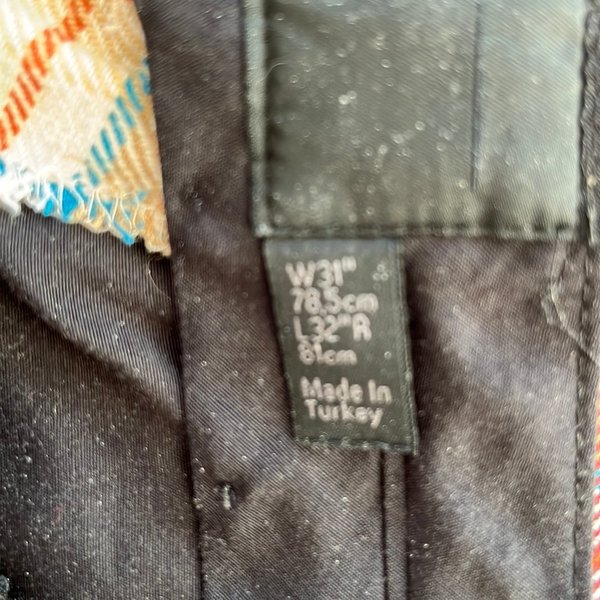 W31"
78.5cm
L32"R
81cm
Made In
Turkey